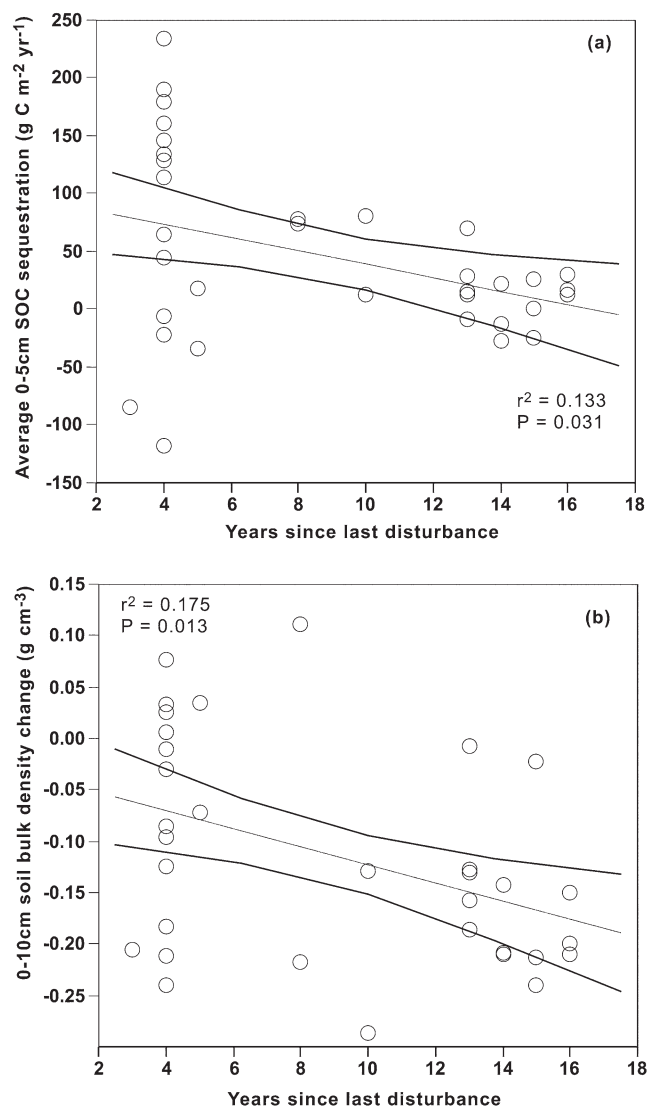 Average 0-5cm SOC sequestration (g C m-2 yr-1)
250
200
150
100
50
0
-50
-100
-150
(a)
r2 = 0.133
P = 0.031
2 4 6 8 10 12 14 16 18
Years since last disturbance
0-10cm soil bulk density change (g cm-3)
0.15
0.10
0.05
0.00
-0.05
-0.10
-0.15
-0.20
-0.25
r2 = 0.175
P = 0.013
(b)
2 4 6 8 10 12 14 16 18
Years since last disturbance